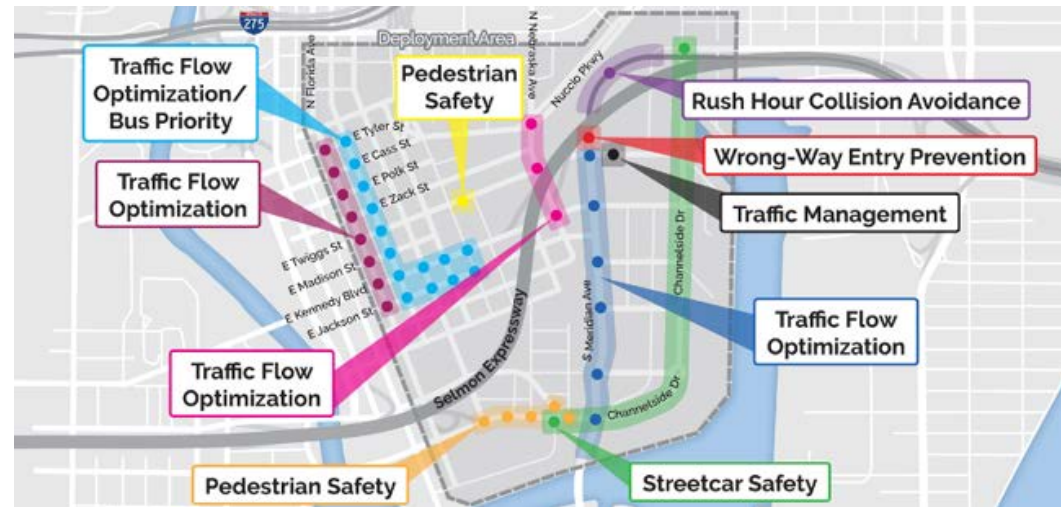 275
Deployment Area
N Florida Ave
N Nebraska Ave
Nuccio Pkwy
Traffic Flow
Optimization/
Bus Priority
Pedestrian
Safety
Rush Hour Collision Avoidance
E Tyler St
E Cass St
E Polk St
E Zack St
Wrong-Way Entry Prevention
Traffic Flow
Optimization
Traffic Management
E Twiggs St
E Madison St
E Kennedy Blvd
E Jackson St
Channelside Dr
S Meridian Ave
Selmon Expressway
Traffic Flow
Optimization
Traffic Flow
Optimization
Channelside Dr
Pedestrian Safety
Streetcar Safety